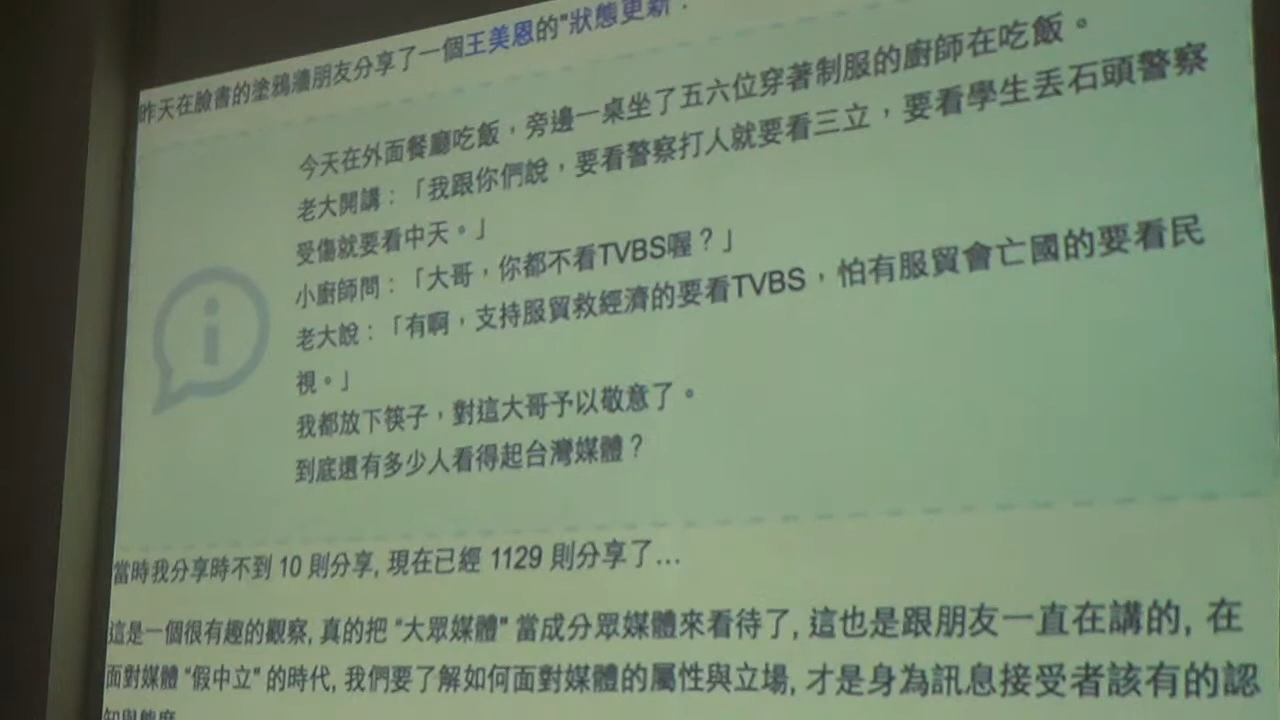 昨天在臉書的塗鴉牆朋友分享了一個王美恩的"狀態更新"
今天在外面餐廳吃飯，旁邊一桌坐了五六位穿著制服的廚師在吃飯。
老大開講：「我跟你們說，要看警察打人就要看三立，要看學生丟石頭警察
受傷就要看中天。」
小廚師問：「大哥，你都不看TVBS喔？」
老大說：「有啊，支持服貿救經濟的要看TVBS，怕有服貿會亡國的要看民
視。」
我都放下筷子，對這大哥予以敬意了。
到底還有多少人看得起台灣媒體？
當時我分享時不到 10 則分享, 現在已經 1129 則分享了…
這是一個很有趣的觀察, 真的把 “大眾媒體" 當成分眾媒體來看待了, 這也是跟朋友一直在講的, 在
面對媒體 “假中立" 的時代, 我們要了解如何面對媒體的屬性與立場, 才是身為訊息接受者該有的認